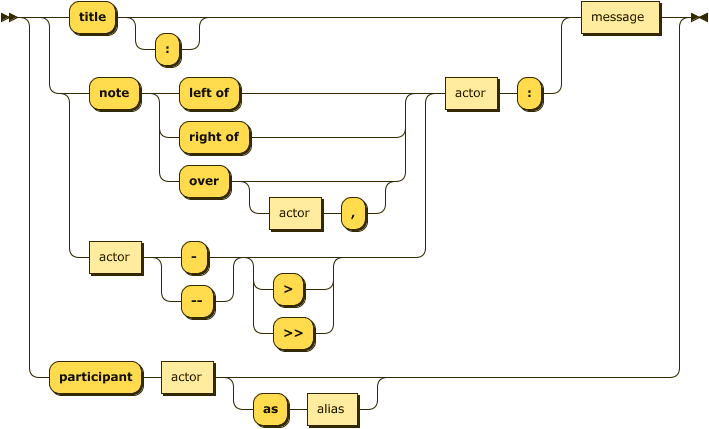 title message
:
note left of actor :
right of
over
actor ,
actor -
--
>
>>
participant actor
as alias